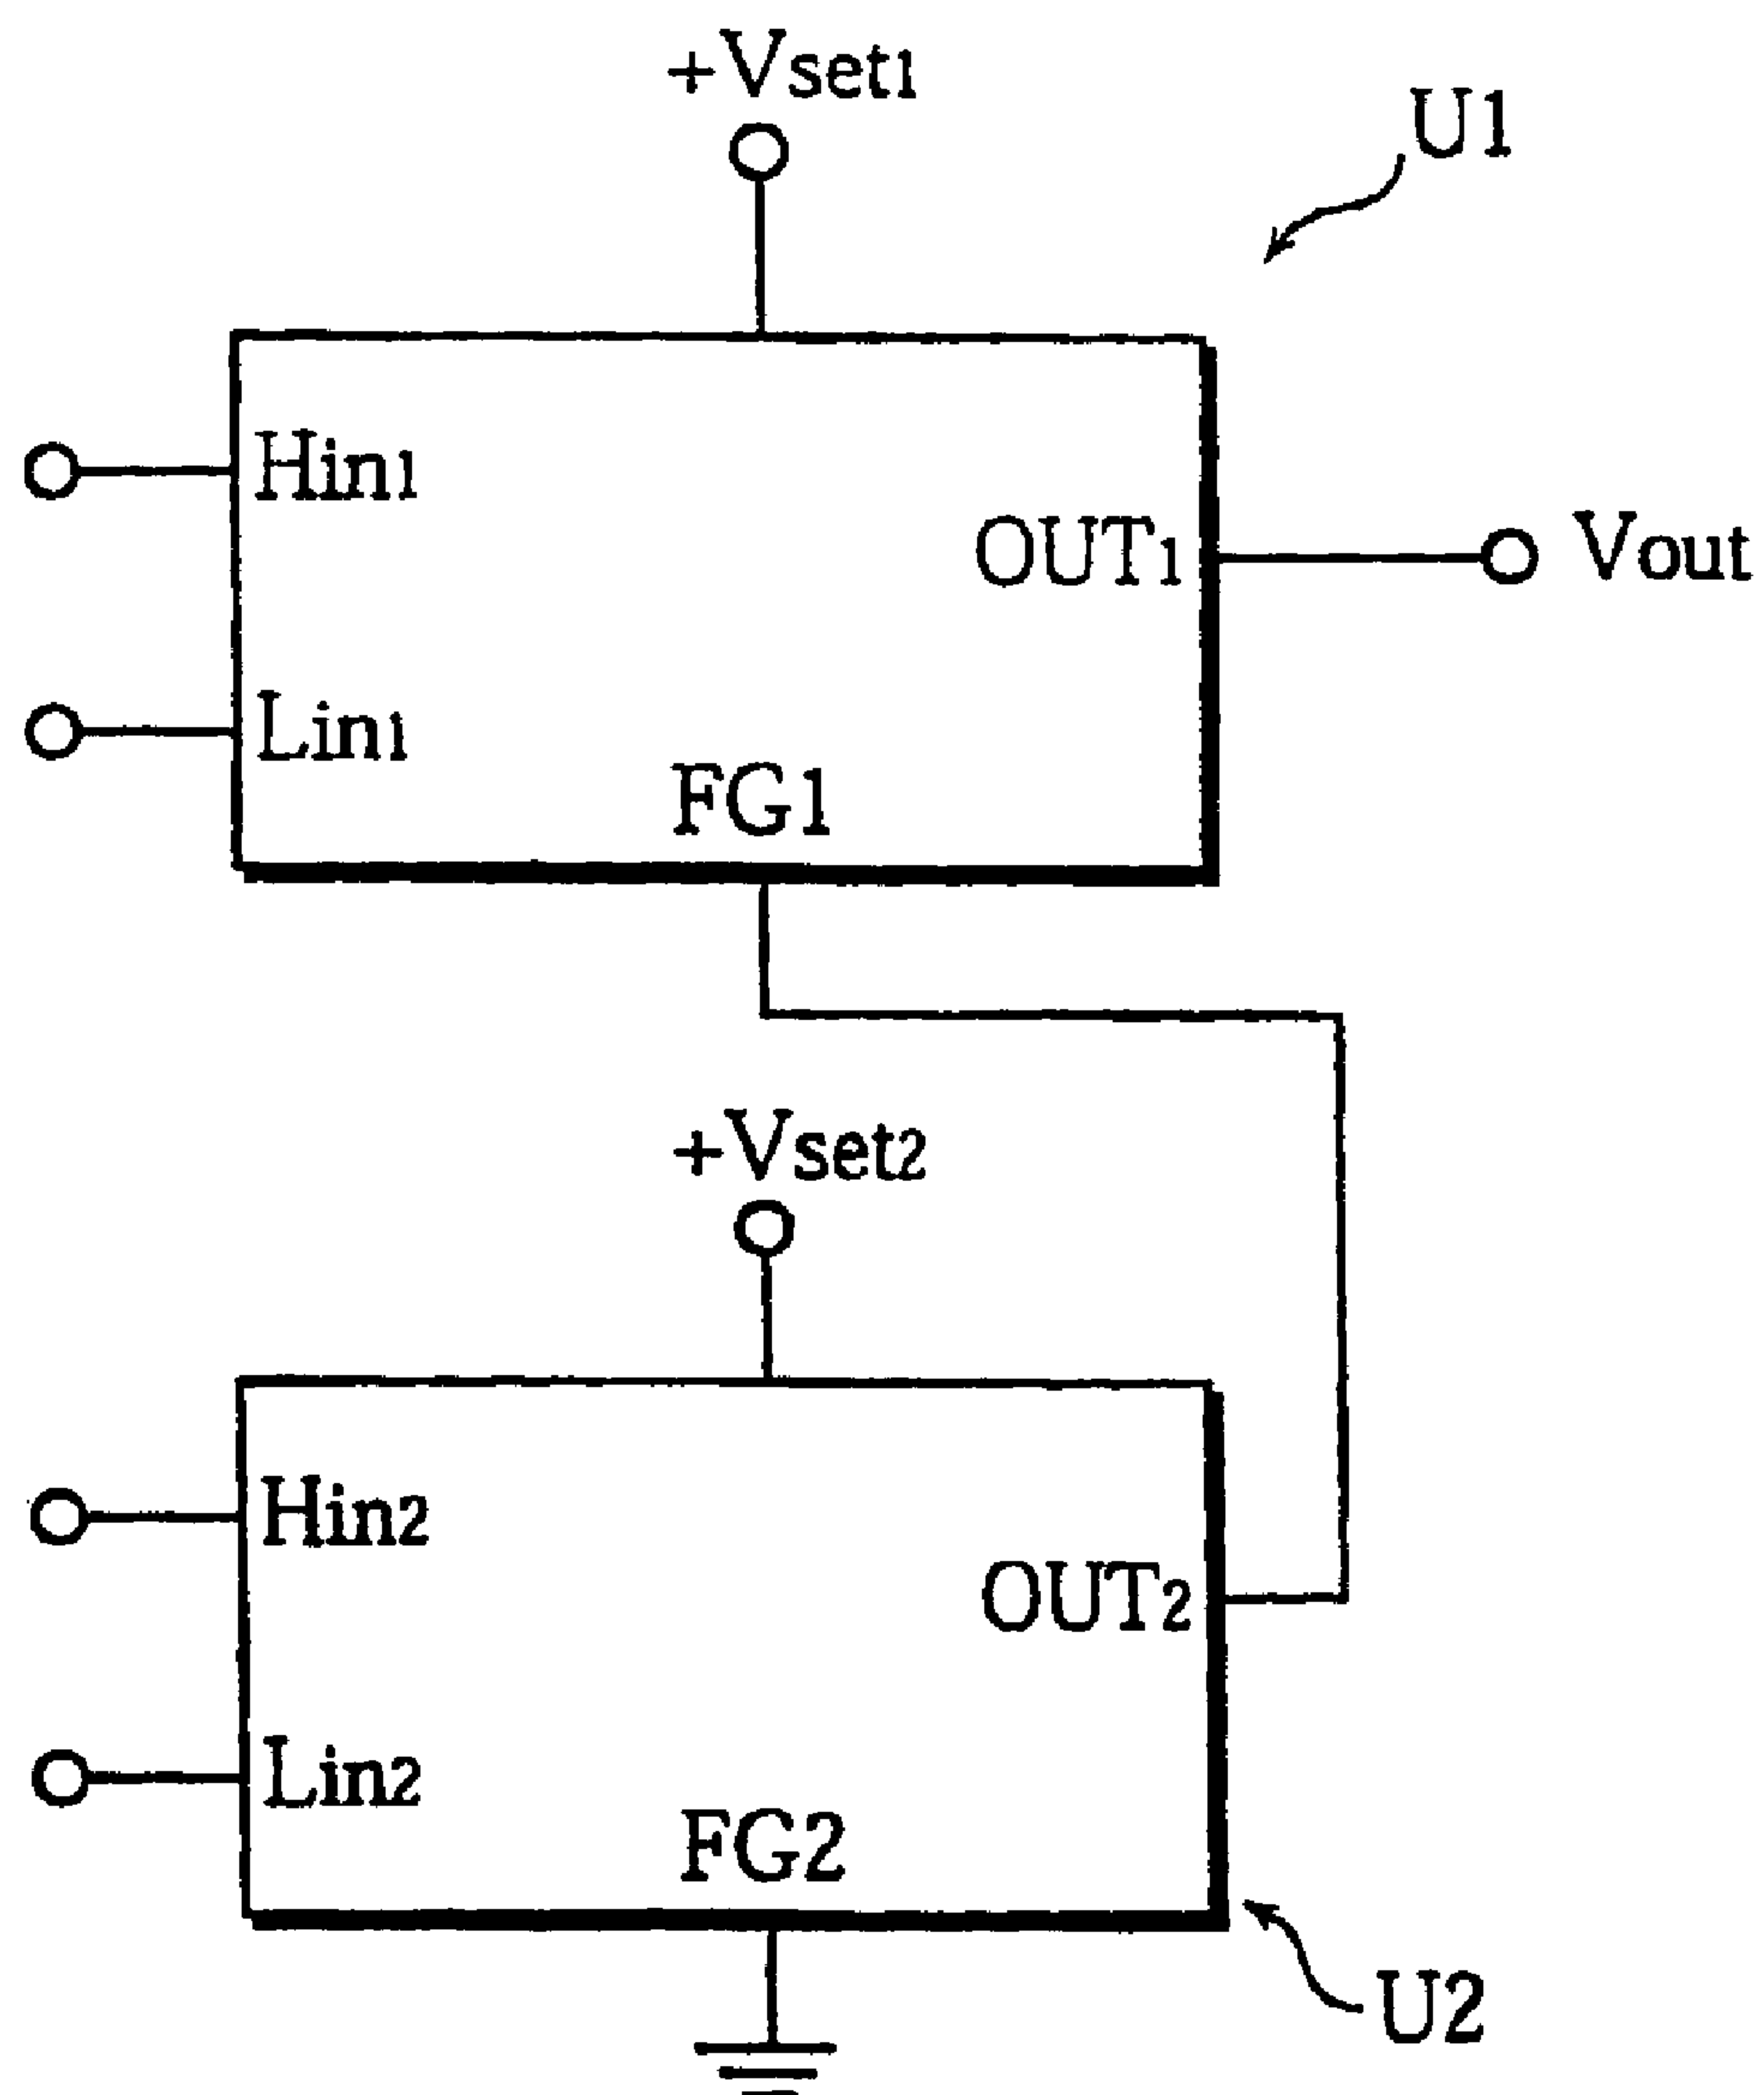 +Vset1
U1
Hin1
OUT1
Vout
Lin1
FG1
+Vset2
Hin2
OUT2
Lin2
FG2
U2